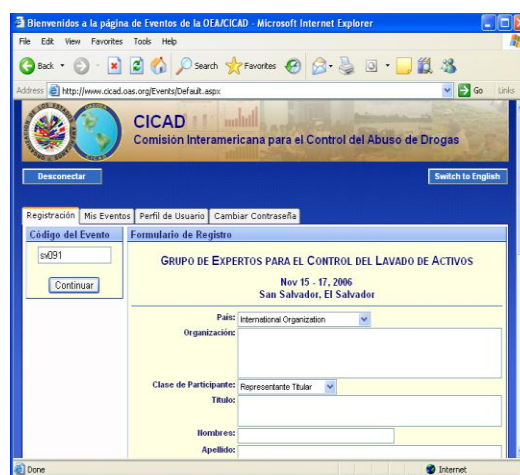 Bienvenidos a la página de Eventos de la OEA/CICAD - Microsoft Internet Explorer
File Edit View Favorites Tools Help
Back Search Favorites
Address http://www.cicad.oas.org/Events/Default.aspx Go Links
CICAD
Comisión Interamericana para el Control del Abuso de Drogas
Desconectar Switch to English
Registración Mis Eventos Perfil de Usuario Cambiar Contraseña
Código del Evento Formulario de Registro
sv091
Continuar
GRUPO DE EXPERTOS PARA EL CONTROL DEL LAVADO DE ACTIVOS
Nov 15 - 17, 2006
San Salvador, El Salvador
País: International Organization
Organización:
Clase de Participante: Representante Titular
Título:
Nombres:
Apellido:
Done Internet